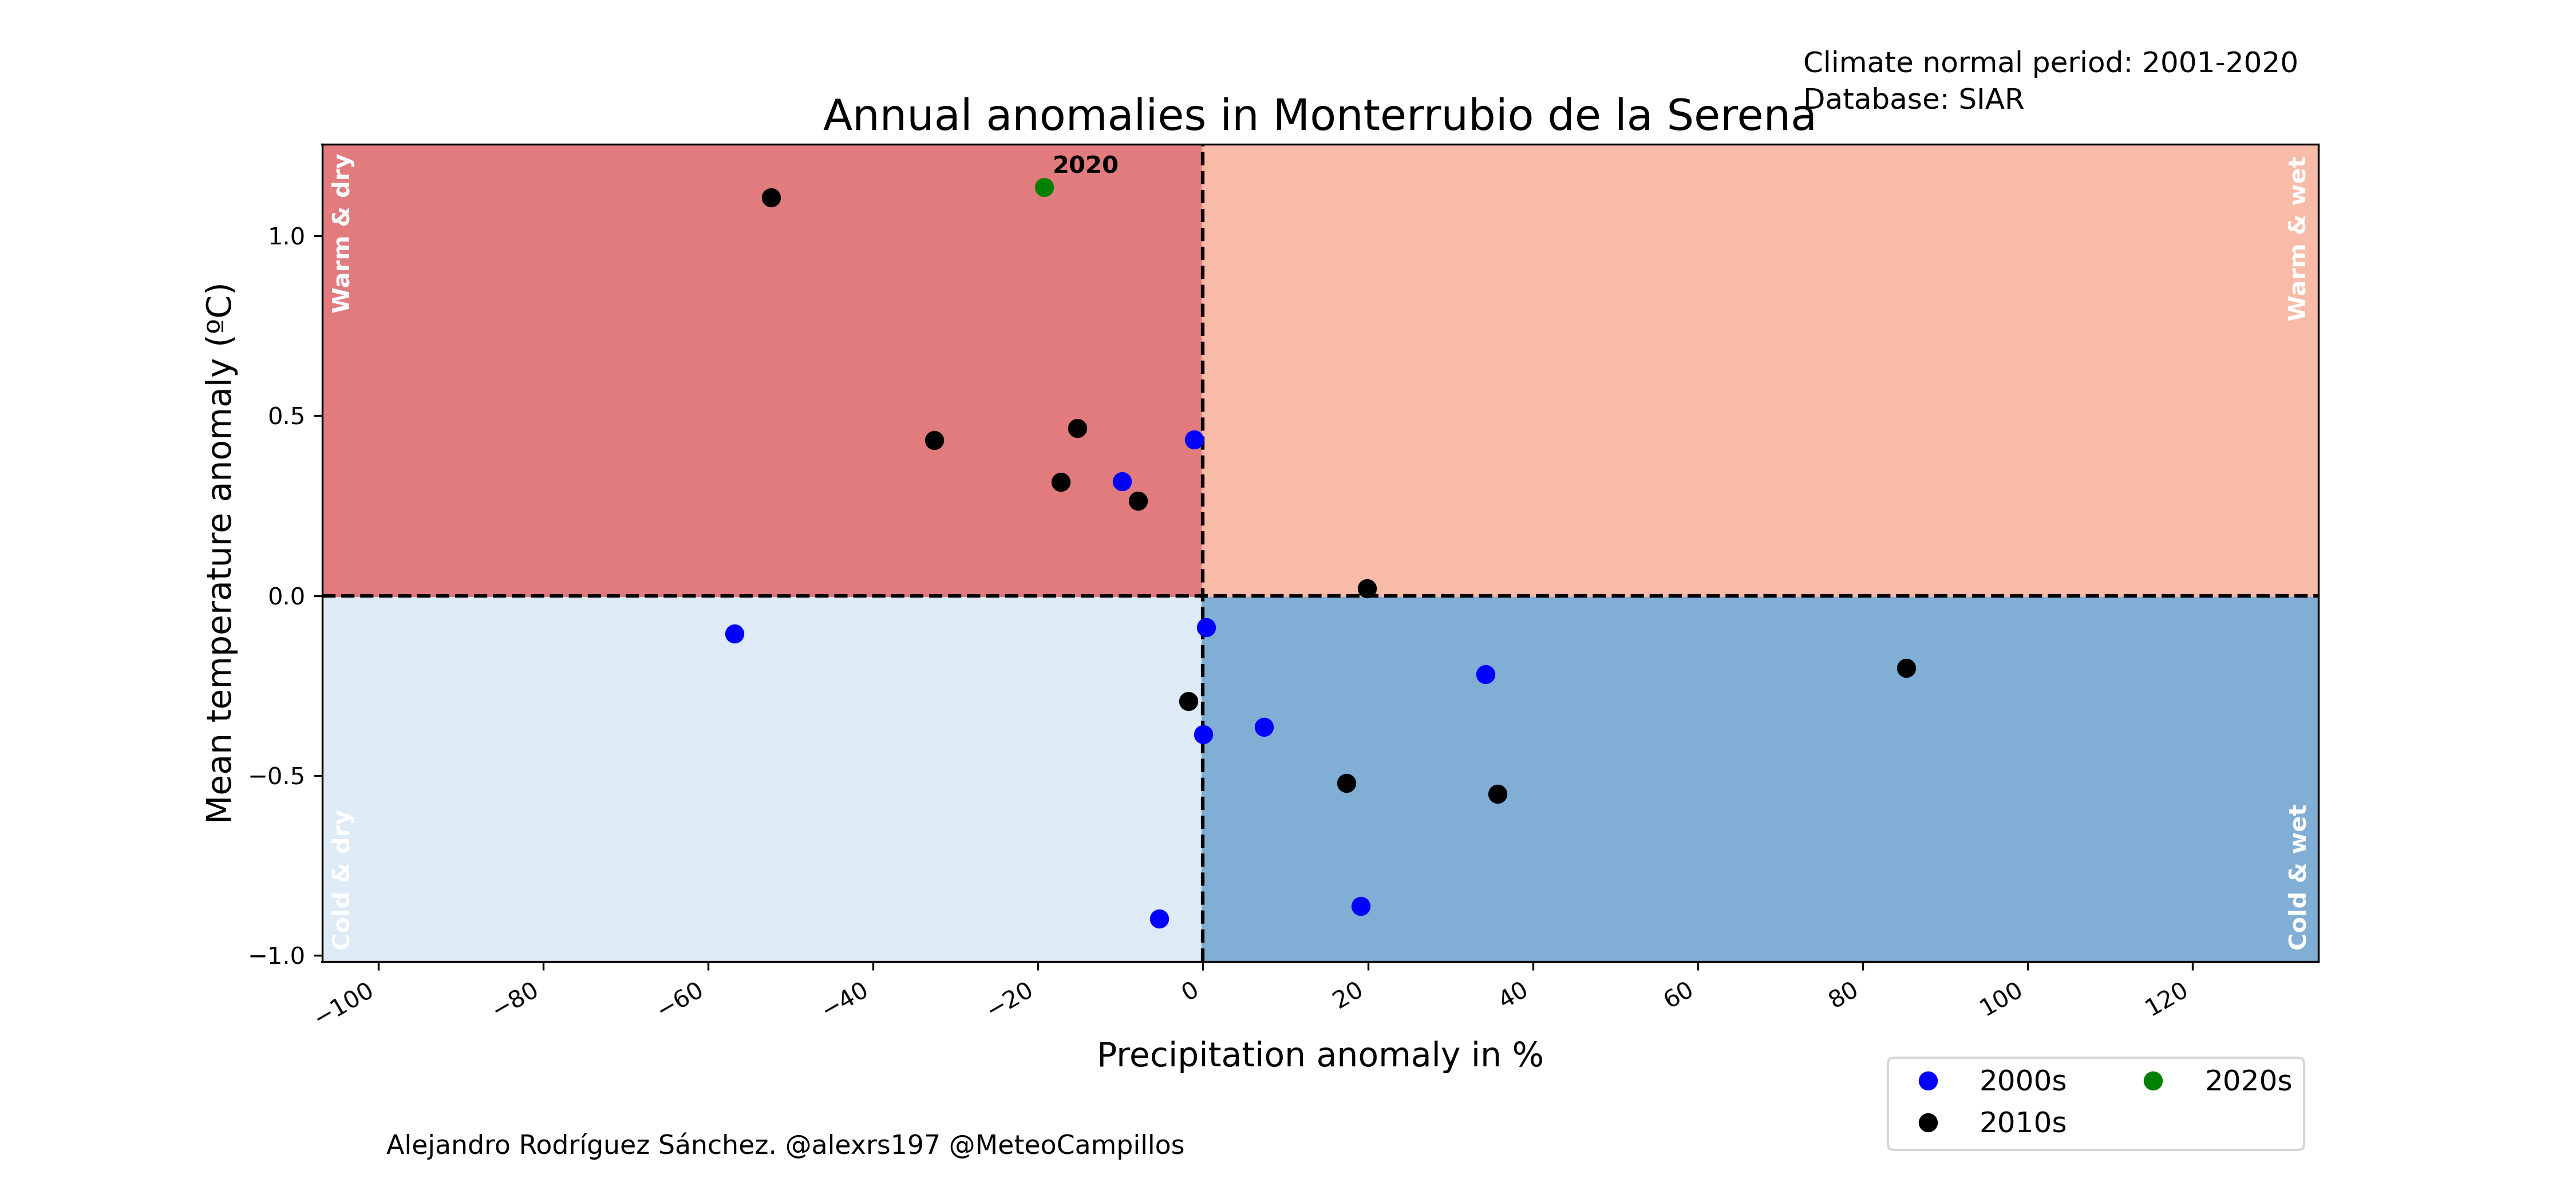 Climate normal period: 2001-2020
Database: SIAR
Annual anomalies in Monterrubio de la Serena
Warm & dry
2020
Warm & wet
Mean temperature anomaly (ºC)
1.0
0.5
0.0
−0.5
−1.0
Cold & dry
Cold & wet
−100
−80
−60
−40
−20
0
20
40
60
80
100
120
Precipitation anomaly in %
2000s
2020s
2010s
Alejandro Rodríguez Sánchez. @alexrs197 @MeteoCampillos